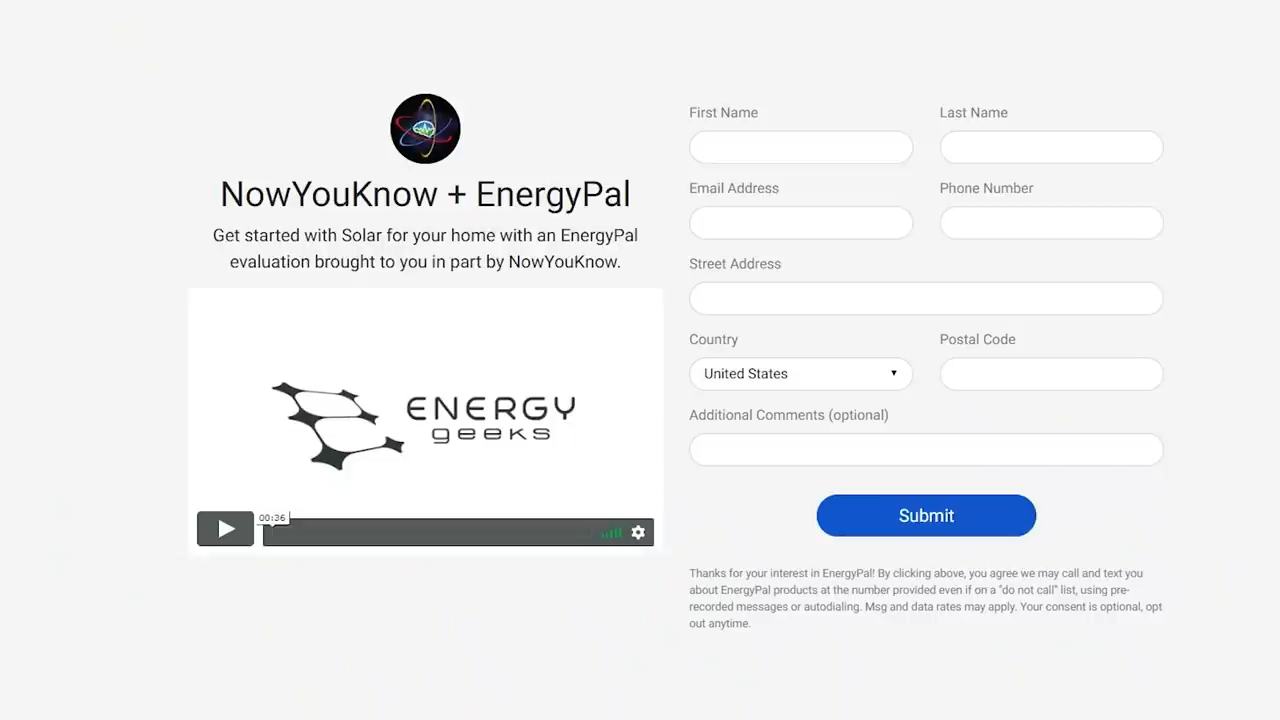 NowYouKnow + EnergyPal
Get started with Solar for your home with an EnergyPal
evaluation brought to you in part by NowYouKnow.
ENERGY
geeks
00:36
First Name
Last Name
Email Address
Phone Number
Street Address
Country
Postal Code
United States
Additional Comments (optional)
Submit
Thanks for your interest in EnergyPal! By clicking above, you agree we may call and text you
about EnergyPal products at the number provided even if on a "do not call" list, using pre-
recorded messages or autodialing. Msg and data rates may apply. Your consent is optional, opt
out anytime.